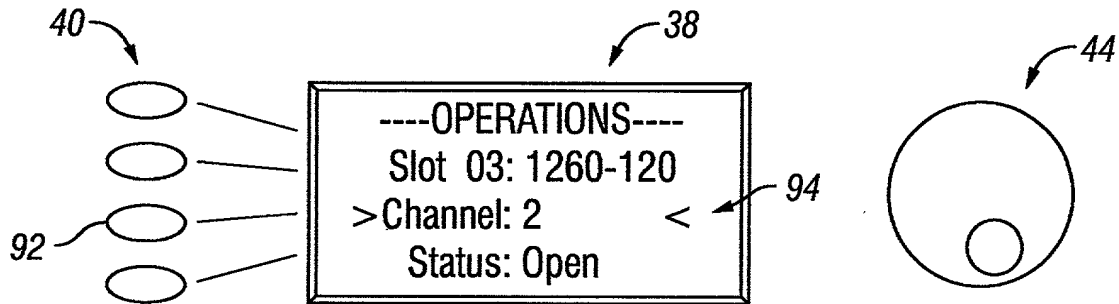 40
38
44
----OPERATIONS----
Slot 03: 1260-120
>Channel: 2 <
94
92
Status: Open